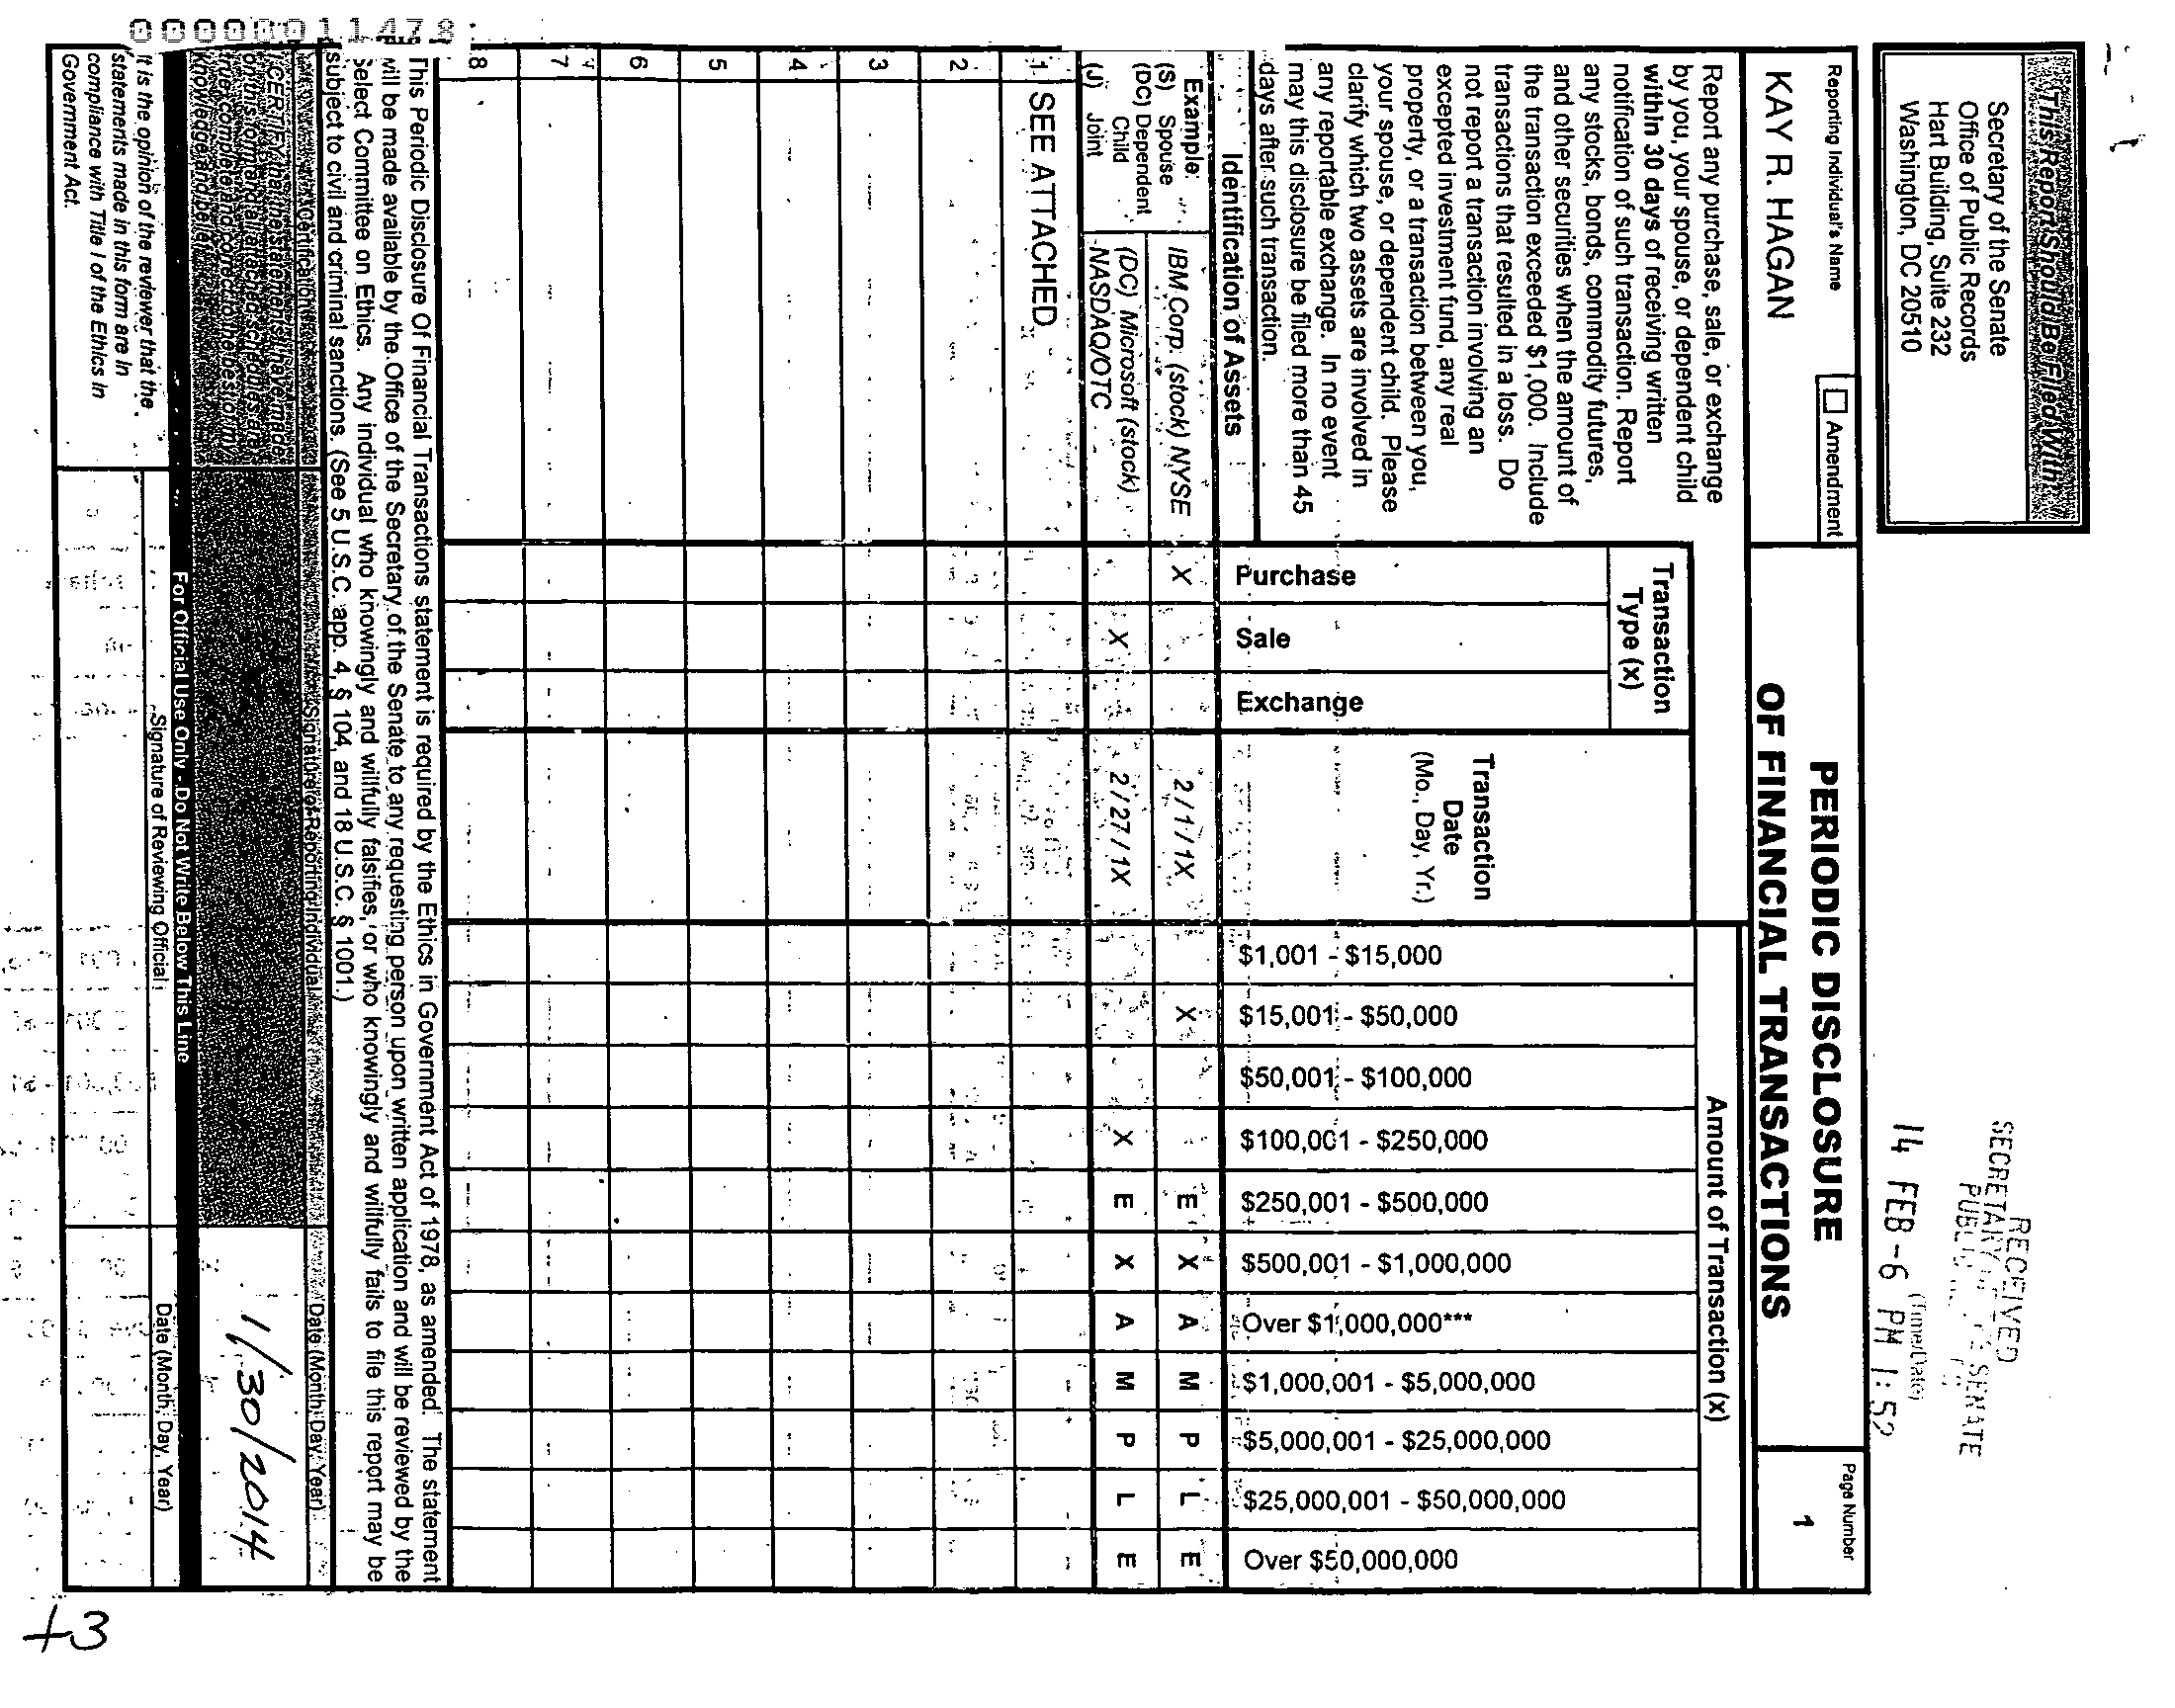 This Report Should Be Filed With:
Secretary of the Senate
Office of Public Records
Hart Building, Suite 232
Washington, DC 20510
RECEIVED
SECRETARY SENATE
(Time/Date)
14 FEB -6 PM 1:52
Reporting Individual's Name
Amendment
KAY R. HAGAN
PERIODIC DISCLOSURE
OF FINANCIAL TRANSACTIONS
Page Number
1
Report any purchase, sale, or exchange
by you, your spouse, or dependent child
within 30 days of receiving written
notification of such transaction. Report
any stocks, bonds, commodity futures,
and other securities when the amount of
the transaction exceeded $1,000. Include
transactions that resulted in a loss. Do
not report a transaction involving an
excepted investment fund, any real
property, or a transaction between you,
your spouse, or dependent child. Please
clarify which two assets are involved in
any reportable exchange. In no event
may this disclosure be filed more than 45
days after such transaction.
Identification of Assets
Transaction
Type (x)
Purchase
Sale
Exchange
Transaction
Date
(Mo., Day, Yr.)
Amount of Transaction (x)
$1,001 - $15,000
$15,001 - $50,000
$50,001 - $100,000
$100,001 - $250,000
$250,001 - $500,000
$500,001 - $1,000,000
Over $1,000,000***
$1,000,001 - $5,000,000
$5,000,001 - $25,000,000
$25,000,001 - $50,000,000
Over $50,000,000
Example:
(S) Spouse
(DC) Dependent
Child
(J) Joint
IBM Corp. (stock) NYSE X 2/1/1X X E X A M P L E
(DC) Microsoft (stock)
NASDAQ/OTC X 2/27/1X X E X A M P L E
1 SEE ATTACHED
2
3
4
5
6
7
8
This Periodic Disclosure Of Financial Transactions statement is required by the Ethics in Government Act of 1978, as amended. The statement
will be made available by the Office of the Secretary of the Senate to any requesting person upon written application and will be reviewed by the
Select Committee on Ethics. Any individual who knowingly and willfully falsifies, or who knowingly and willfully fails to file this report may be
subject to civil and criminal sanctions. (See 5 U.S.C. app. 4, § 104, and 18 U.S.C. § 1001.)
Certification
Signature of Reporting Individual
Date (Month, Day, Year)
I CERTIFY that the statements I have made
on this form and all attached schedules are
true, complete and correct to the best of my
knowledge and belief.
1/30/2014
For Official Use Only - Do Not Write Below This Line
It is the opinion of the reviewer that the
statements made in this form are in
compliance with Title I of the Ethics in
Government Act.
Signature of Reviewing Official
Date (Month, Day, Year)
+3